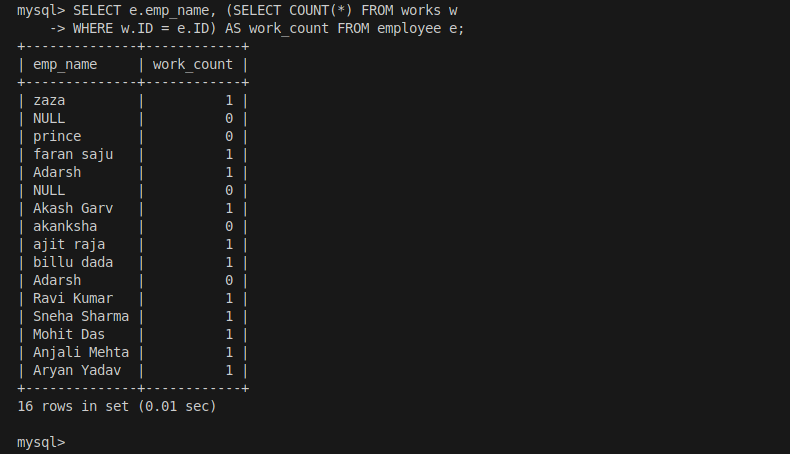 mysql> SELECT e.emp_name, (SELECT COUNT(*) FROM works w
    -> WHERE w.ID = e.ID) AS work_count FROM employee e;
+--------------+------------+
| emp_name     | work_count |
+--------------+------------+
| zaza         |          1 |
| NULL         |          0 |
| prince       |          0 |
| faran saju   |          1 |
| Adarsh       |          1 |
| NULL         |          0 |
| Akash Garv   |          1 |
| akanksha     |          0 |
| ajit raja    |          1 |
| billu dada   |          1 |
| Adarsh       |          0 |
| Ravi Kumar   |          1 |
| Sneha Sharma |          1 |
| Mohit Das    |          1 |
| Anjali Mehta |          1 |
| Aryan Yadav  |          1 |
+--------------+------------+
16 rows in set (0.01 sec)

mysql>